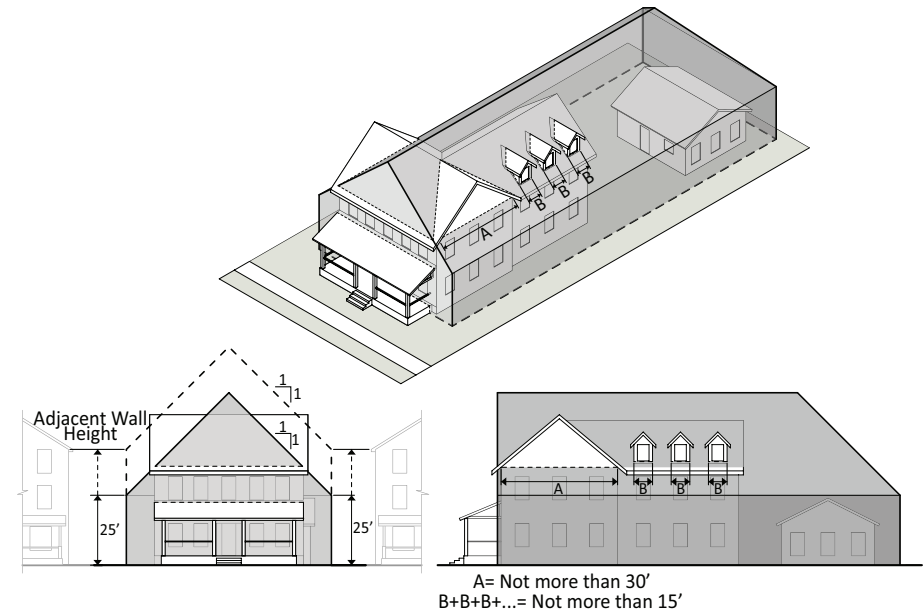 A
B
B
B
1
1
1
1
Adjacent Wall
Height
25’
25’
A
B
B
B
A= Not more than 30’
B+B+B+...= Not more than 15’